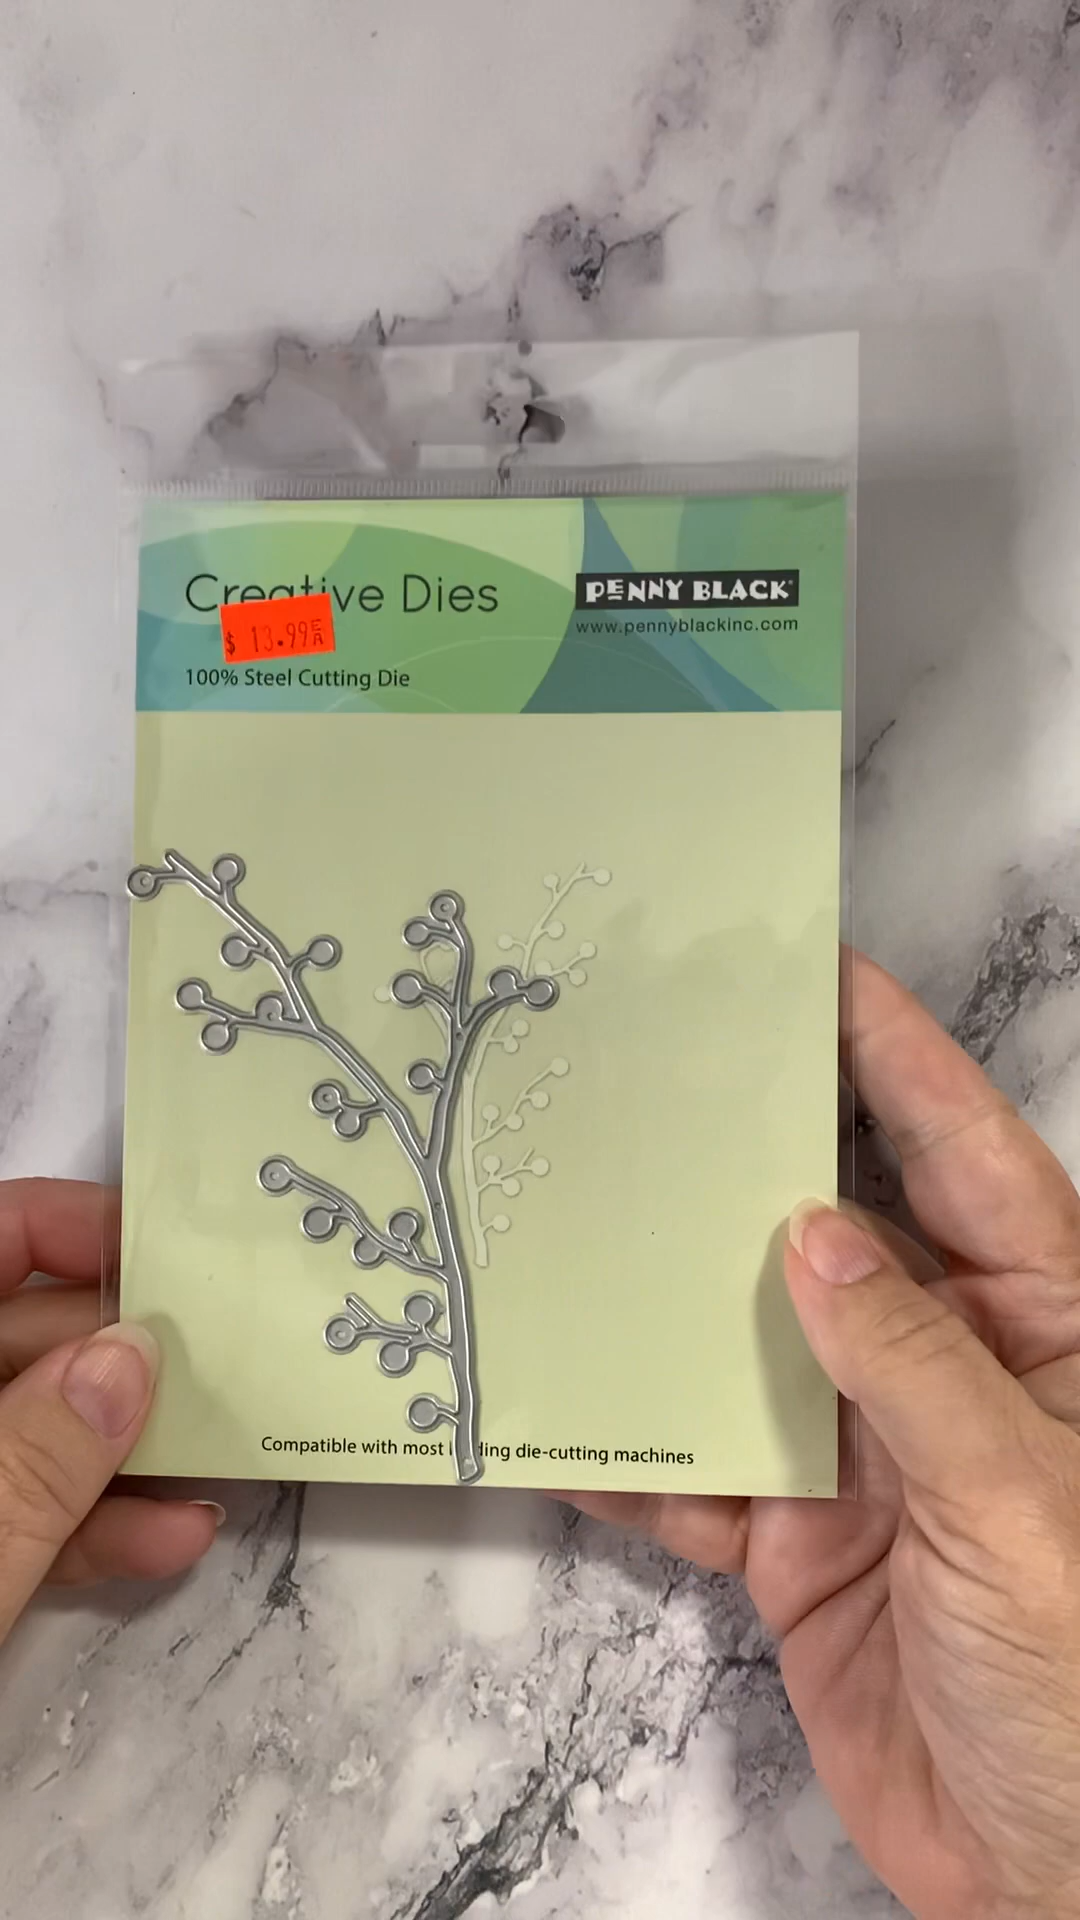 Creative Dies
PENNY BLACK
www.pennyblackinc.com
$ 13.99 EA
100% Steel Cutting Die
Compatible with most l ding die-cutting machines